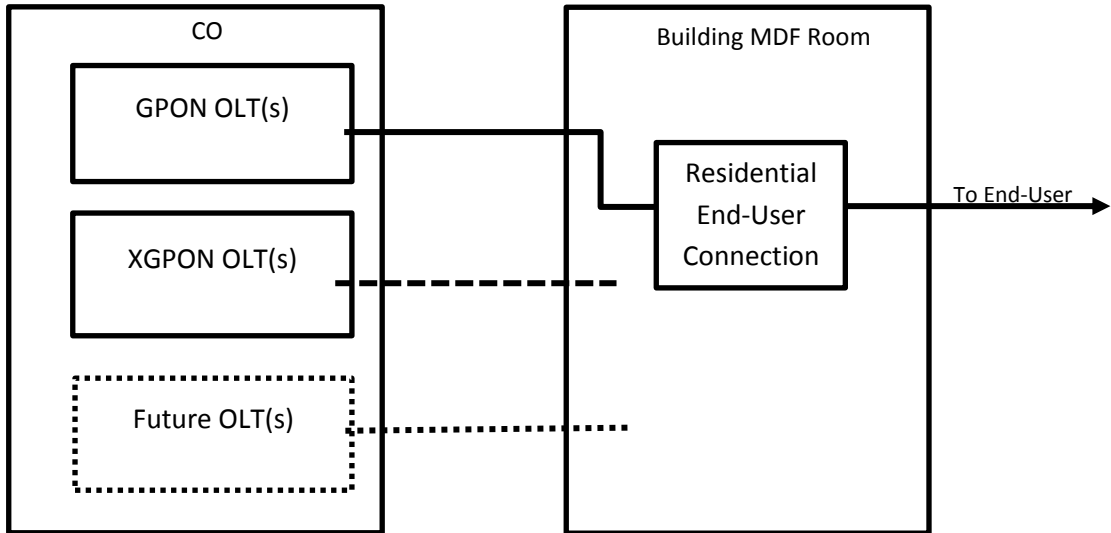 CO
Building MDF Room
GPON OLT(s)
Residential
End-User
Connection
To End-User
XGPON OLT(s)
Future OLT(s)